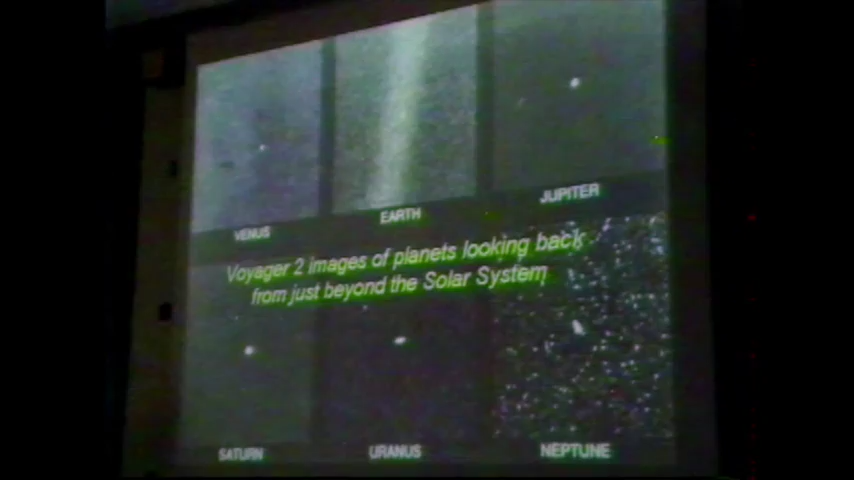 VENUS
EARTH
JUPITER
Voyager 2 images of planets looking back
from just beyond the Solar System
SATURN
URANUS
NEPTUNE